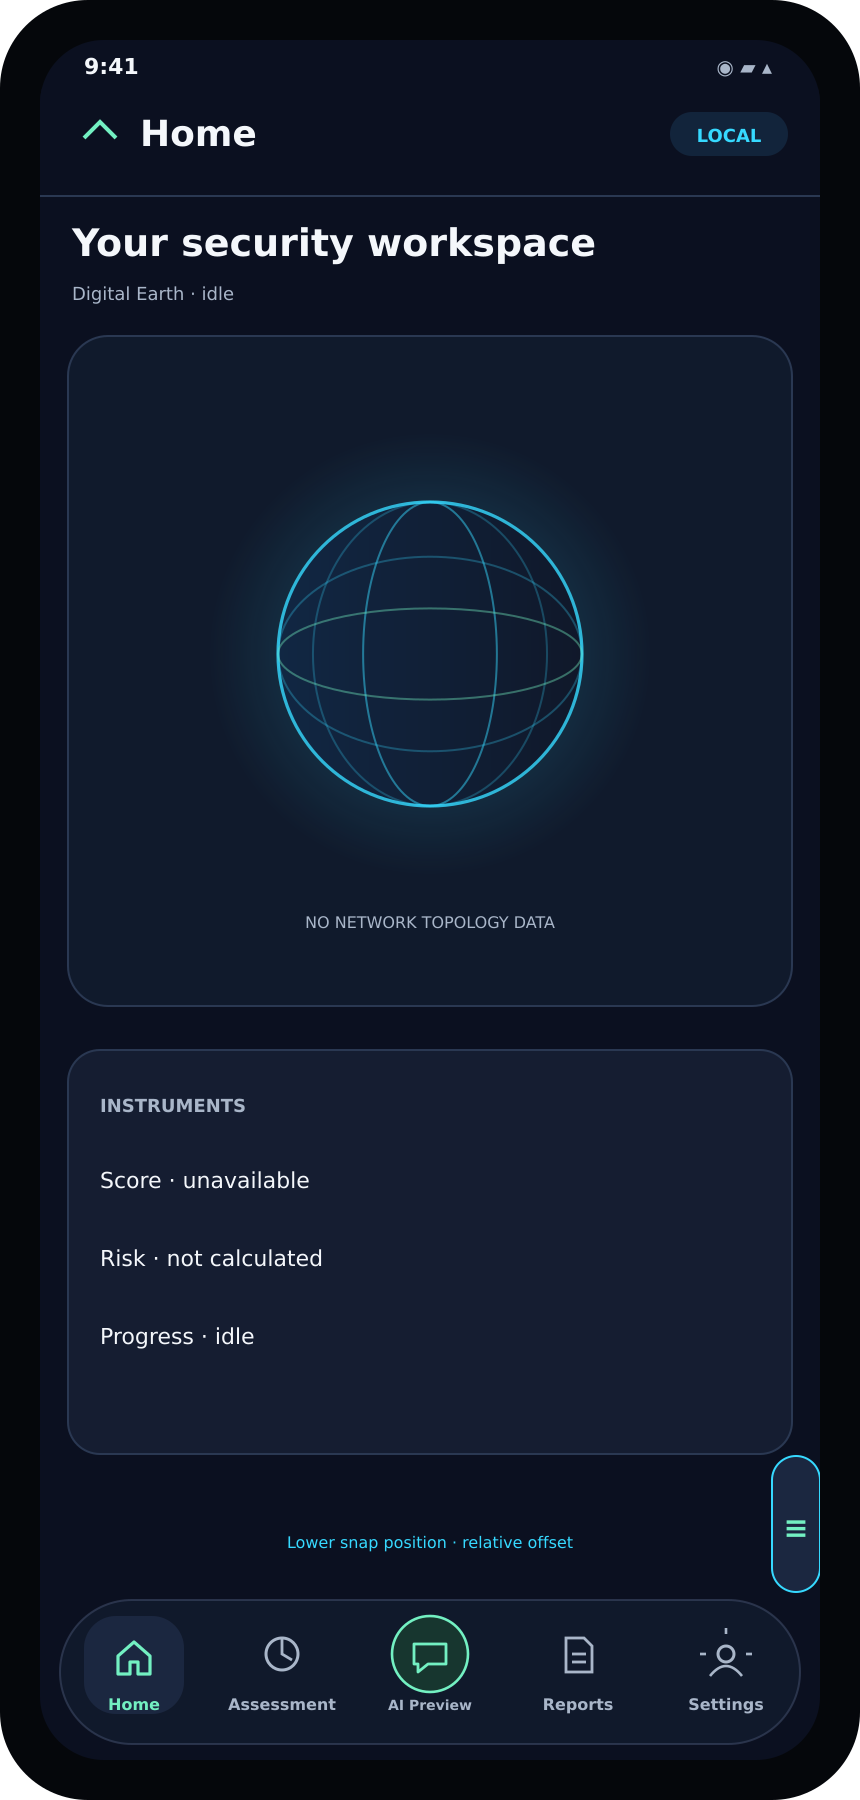 9:41
Home
LOCAL
Your security workspace
Digital Earth · idle
NO NETWORK TOPOLOGY DATA
INSTRUMENTS
Score · unavailable
Risk · not calculated
Progress · idle
Lower snap position · relative offset
Home
Assessment
AI Preview
Reports
Settings